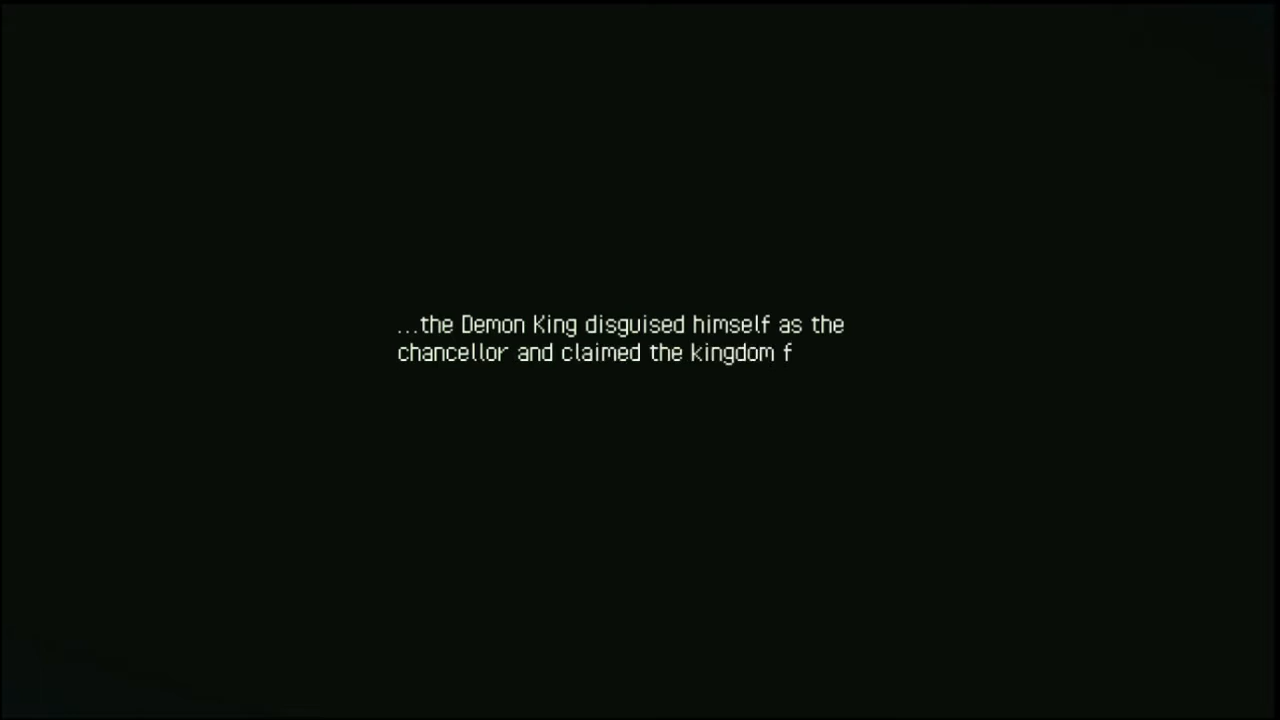 ...the Demon King disguised himself as the
chancellor and claimed the kingdom f